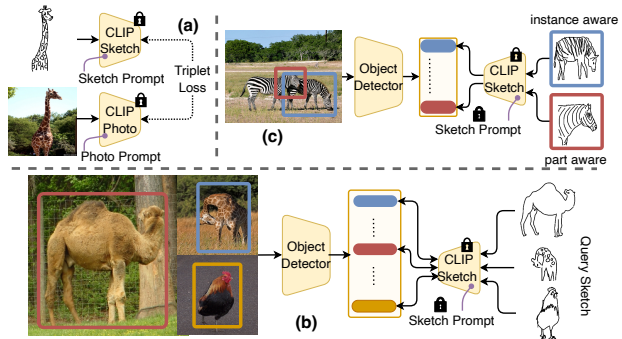 (a)
CLIP
Sketch
Sketch Prompt
Triplet
Loss
CLIP
Photo
Photo Prompt
instance aware
Object
Detector
CLIP
Sketch
Sketch Prompt
(c)
part aware
Object
Detector
CLIP
Sketch
Sketch Prompt
Query Sketch
(b)